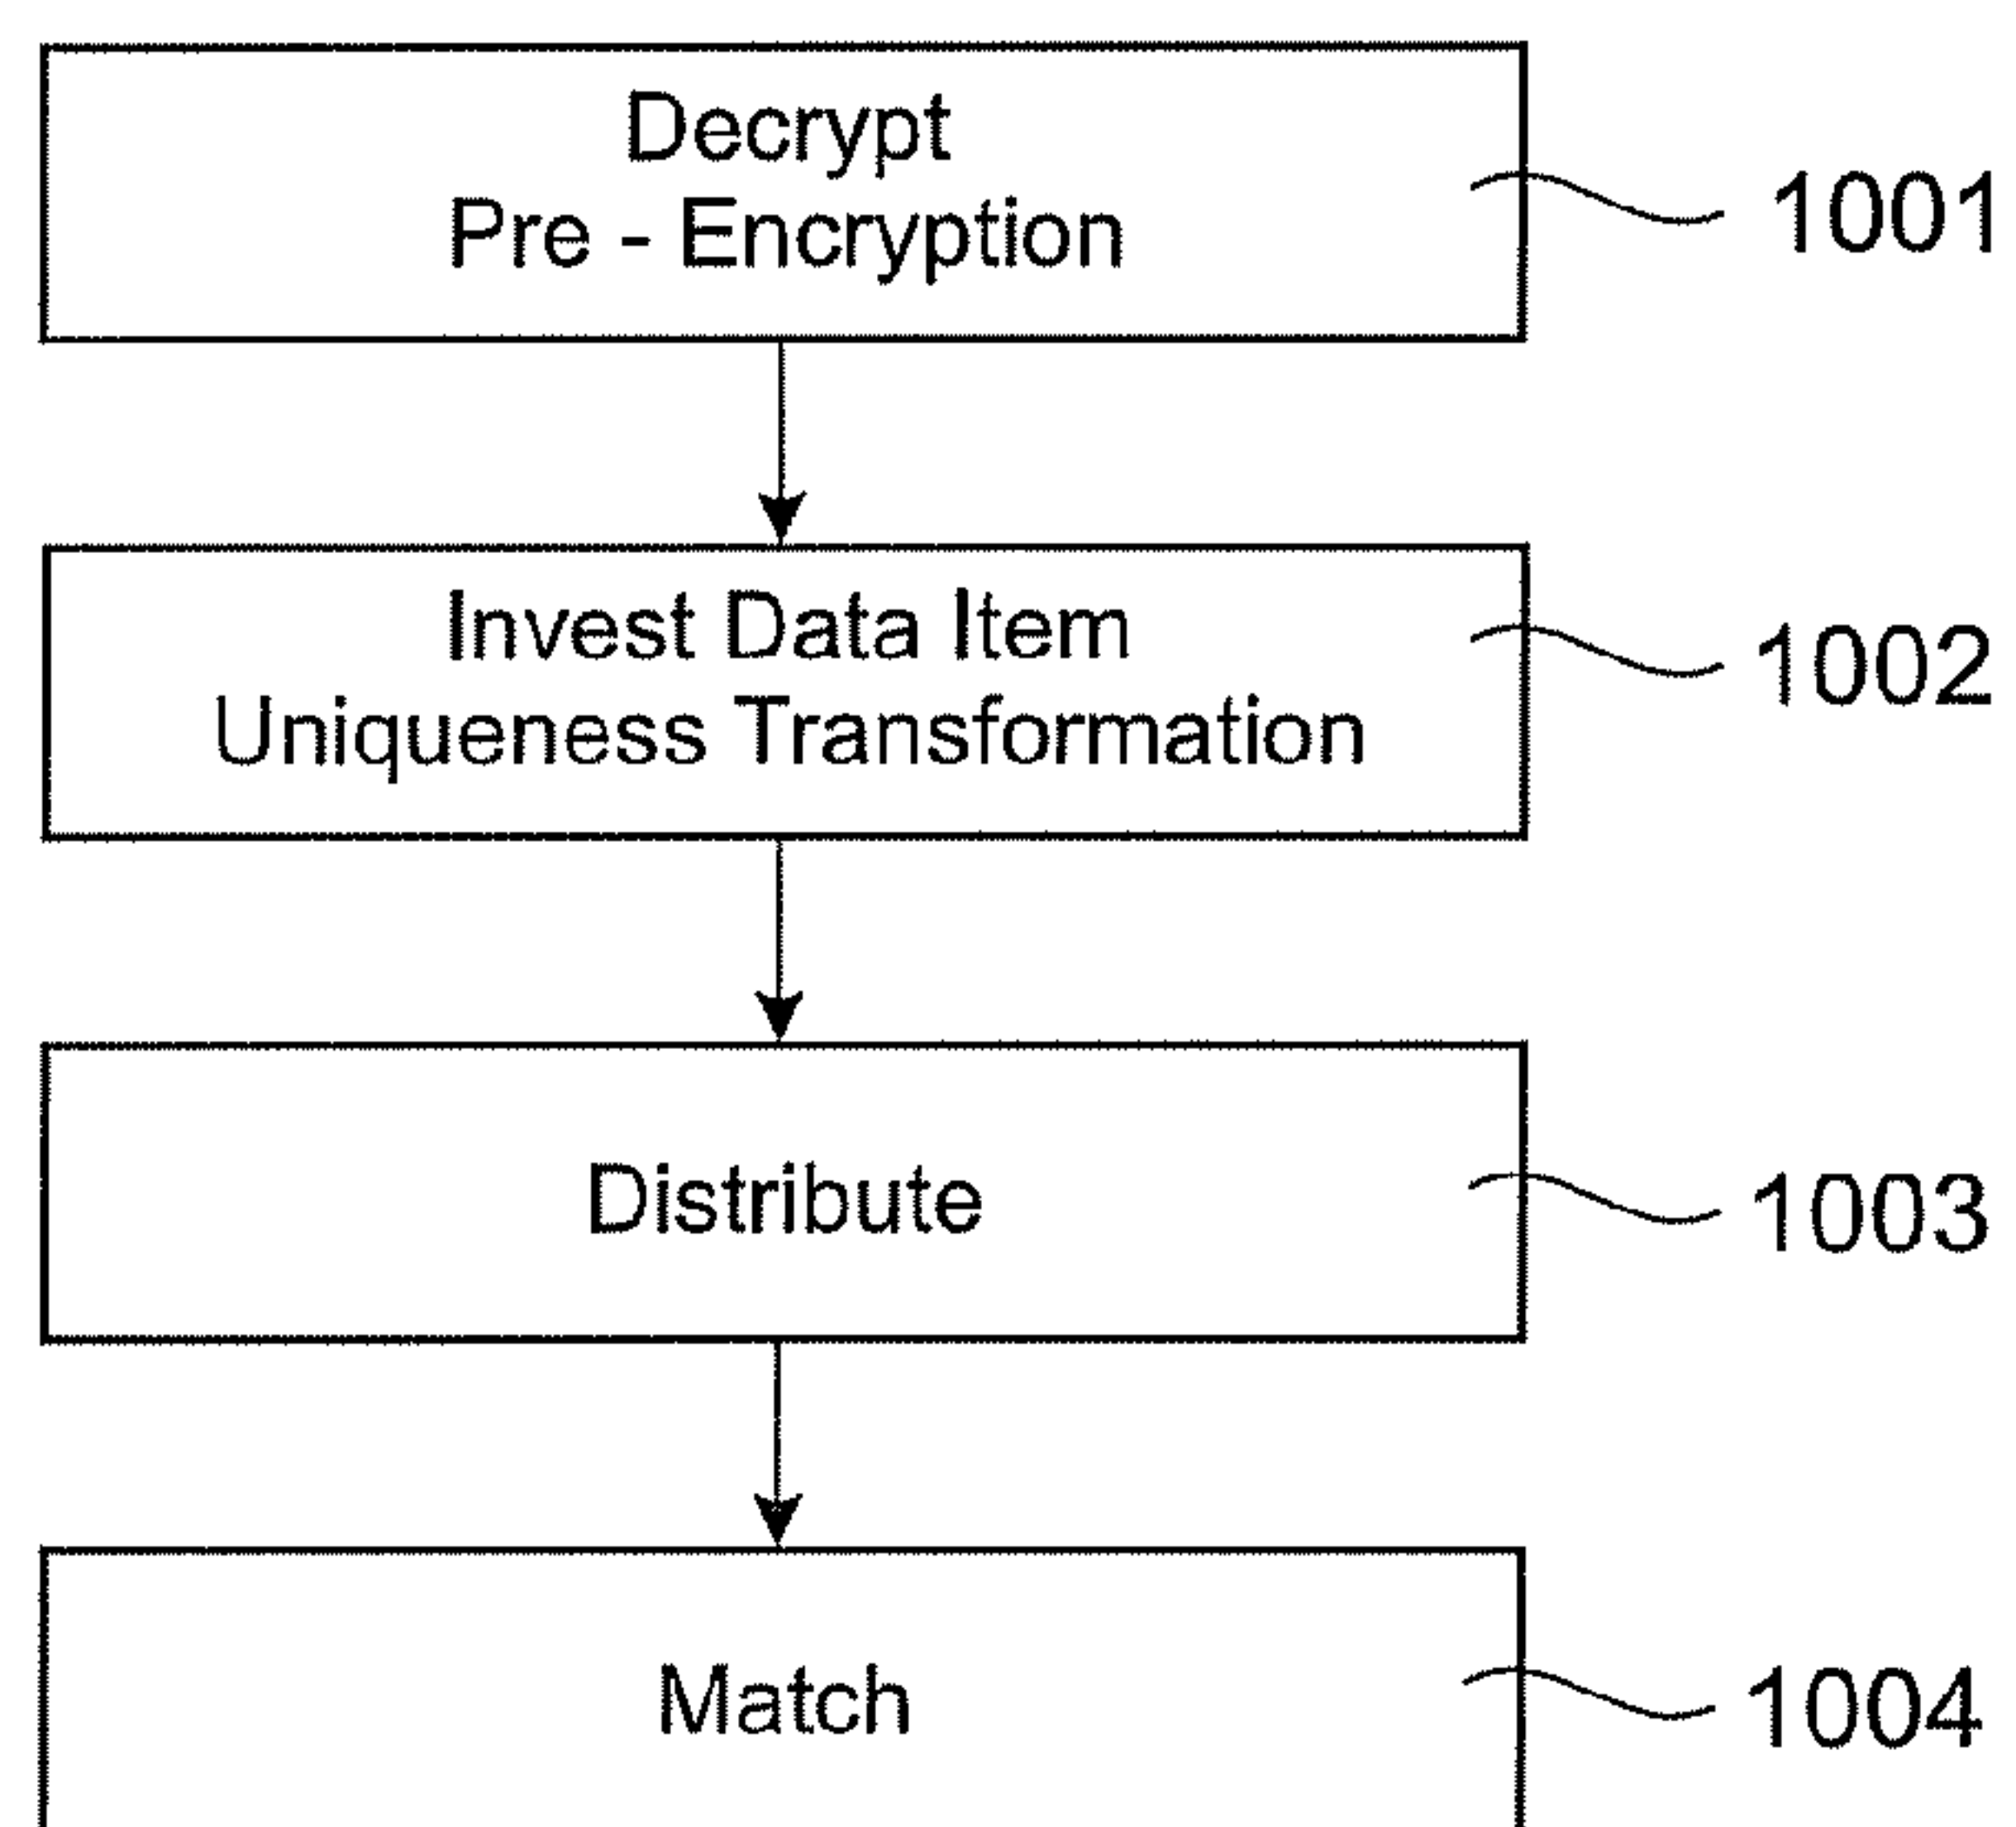 Decrypt
Pre - Encryption
1001
Invest Data Item
Uniqueness Transformation
1002
Distribute
1003
Match
1004